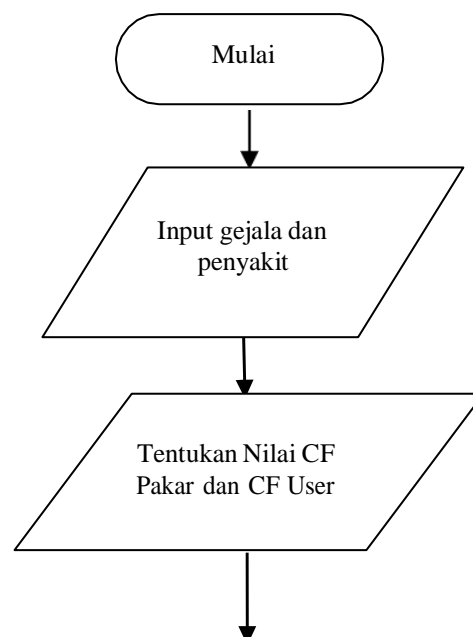 Mulai
Input gejala dan
penyakit
Tentukan Nilai CF
Pakar dan CF User